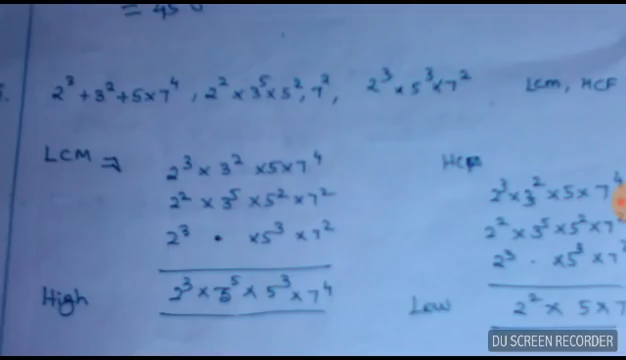 2³ + 3² + 5 × 7⁴ , 2² × 3⁵ × 5² , 7² , 2³ × 5³ × 7² Lcm, HCF
LCM ⇒
2³ × 3² × 5 × 7⁴
2² × 3⁵ × 5² × 7²
2³ · × 5³ × 7²
High 2³ × 3⁵ × 5³ × 7⁴
HCF
2³ × 3² × 5 × 7⁴
2² × 3⁵ × 5² × 7²
2³ · × 5³ × 7²
Low 2² × 5 × 7
DU SCREEN RECORDER